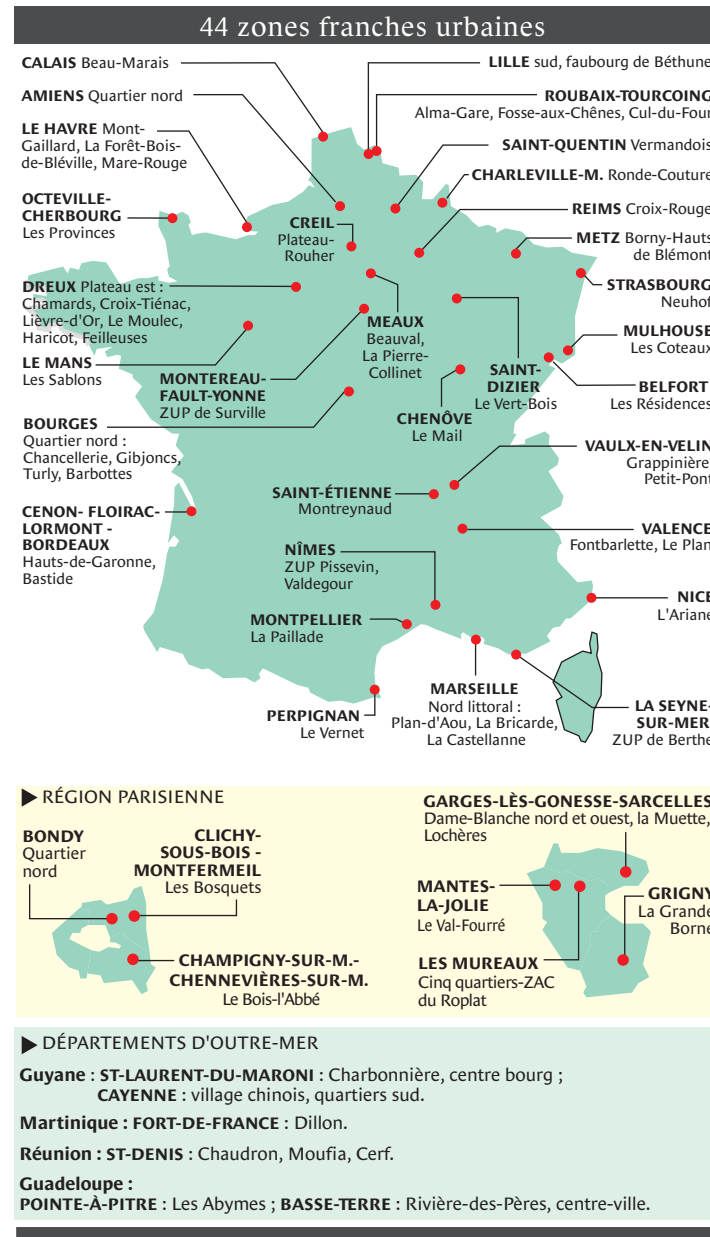 44 zones franches urbaines
CALAIS Beau-Marais
AMIENS Quartier nord
LE HAVRE Mont-
Gaillard, La Forêt-Bois-
de-Bléville, Mare-Rouge
OCTEVILLE-
CHERBOURG
Les Provinces
CREIL
Plateau-
Rouher
DREUX Plateau est :
Chamards, Croix-Tiénac,
Lièvre-d'Or, Le Moulec,
Haricot, Feilleuses
LE MANS
Les Sablons
MONTEREAU-
FAULT-YONNE
ZUP de Surville
MEAUX
Beauval,
La Pierre-
Collinet
BOURGES
Quartier nord :
Chancellerie, Gibjoncs,
Turly, Barbottes
CENON- FLOIRAC-
LORMONT -
BORDEAUX
Hauts-de-Garonne,
Bastide
LILLE sud, faubourg de Béthune
ROUBAIX-TOURCOING
Alma-Gare, Fosse-aux-Chênes, Cul-du-Four
SAINT-QUENTIN Vermandois
CHARLEVILLE-M. Ronde-Couture
REIMS Croix-Rouge
METZ Borny-Hauts
de Blémont
STRASBOURG
Neuhof
MULHOUSE
Les Coteaux
BELFORT
Les Résidences
SAINT-
DIZIER
Le Vert-Bois
CHENÔVE
Le Mail
VAULX-EN-VELIN
Grappinière
Petit-Pont
SAINT-ÉTIENNE
Montreynaud
VALENCE
Fontbarlette, Le Plan
NÎMES
ZUP Pissevin,
Valdegour
NICE
L'Ariane
MONTPELLIER
La Paillade
PERPIGNAN
Le Vernet
MARSEILLE
Nord littoral :
Plan-d'Aou, La Bricarde,
La Castellanne
LA SEYNE-
SUR-MER
ZUP de Berthe
RÉGION PARISIENNE
BONDY
Quartier
nord
CLICHY-
SOUS-BOIS -
MONTFERMEIL
Les Bosquets
CHAMPIGNY-SUR-M.-
CHENNEVIÈRES-SUR-M.
Le Bois-l'Abbé
GARGES-LÈS-GONESSE-SARCELLES
Dame-Blanche nord et ouest, la Muette,
Lochères
MANTES-
LA-JOLIE
Le Val-Fourré
GRIGNY
La Grande
Borne
LES MUREAUX
Cinq quartiers-ZAC
du Roplat
DÉPARTEMENTS D'OUTRE-MER
Guyane : ST-LAURENT-DU-MARONI : Charbonnière, centre bourg ;
CAYENNE : village chinois, quartiers sud.
Martinique : FORT-DE-FRANCE : Dillon.
Réunion : ST-DENIS : Chaudron, Moufia, Cerf.
Guadeloupe :
POINTE-À-PITRE : Les Abymes ; BASSE-TERRE : Rivière-des-Pères, centre-ville.